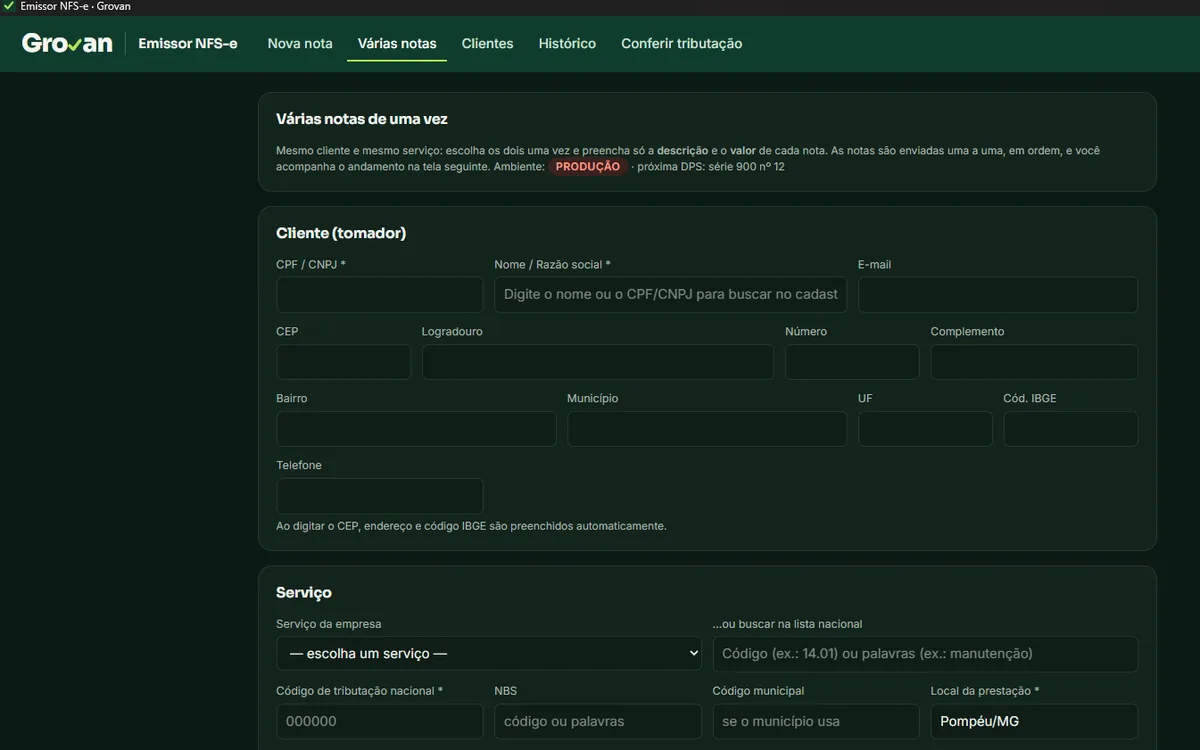 Emissor NFS-e · Grovan
Grovan Emissor NFS-e Nova nota Várias notas Clientes Histórico Conferir tributação
Várias notas de uma vez
Mesmo cliente e mesmo serviço: escolha os dois uma vez e preencha só a descrição e o valor de cada nota. As notas são enviadas uma a uma, em ordem, e você
acompanha o andamento na tela seguinte. Ambiente: PRODUÇÃO · próxima DPS: série 900 nº 12
Cliente (tomador)
CPF / CNPJ * Nome / Razão social * E-mail
Digite o nome ou o CPF/CNPJ para buscar no cadast
CEP Logradouro Número Complemento
Bairro Município UF Cód. IBGE
Telefone
Ao digitar o CEP, endereço e código IBGE são preenchidos automaticamente.
Serviço
Serviço da empresa ...ou buscar na lista nacional
— escolha um serviço — Código (ex.: 14.01) ou palavras (ex.: manutenção)
Código de tributação nacional * NBS Código municipal Local da prestação *
000000 código ou palavras se o município usa Pompéu/MG